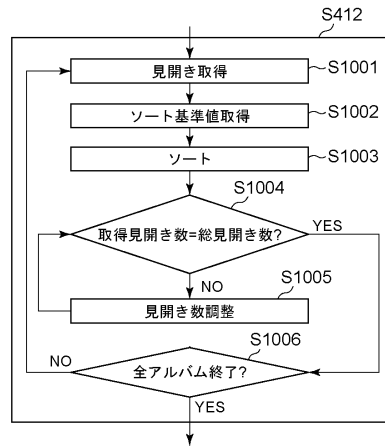 S412
見開き取得
S1001
ソート基準値取得
S1002
ソート
S1003
S1004
取得見開き数=総見開き数?
YES
NO
S1005
見開き数調整
S1006
NO
全アルバム終了?
YES